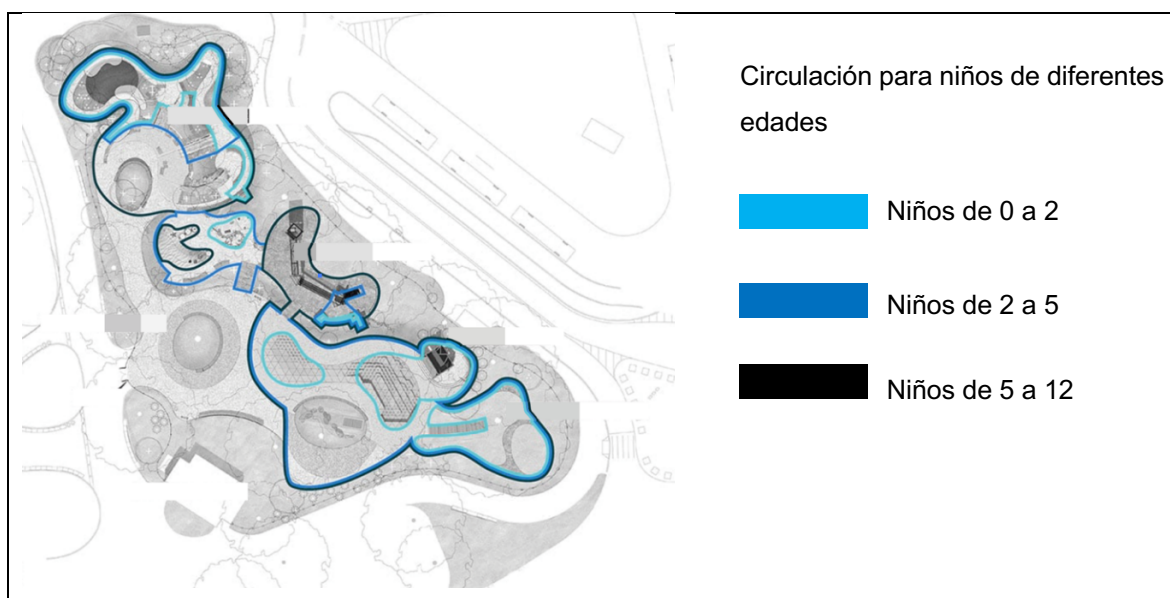 Circulación para niños de diferentes
edades
Niños de 0 a 2
Niños de 2 a 5
Niños de 5 a 12